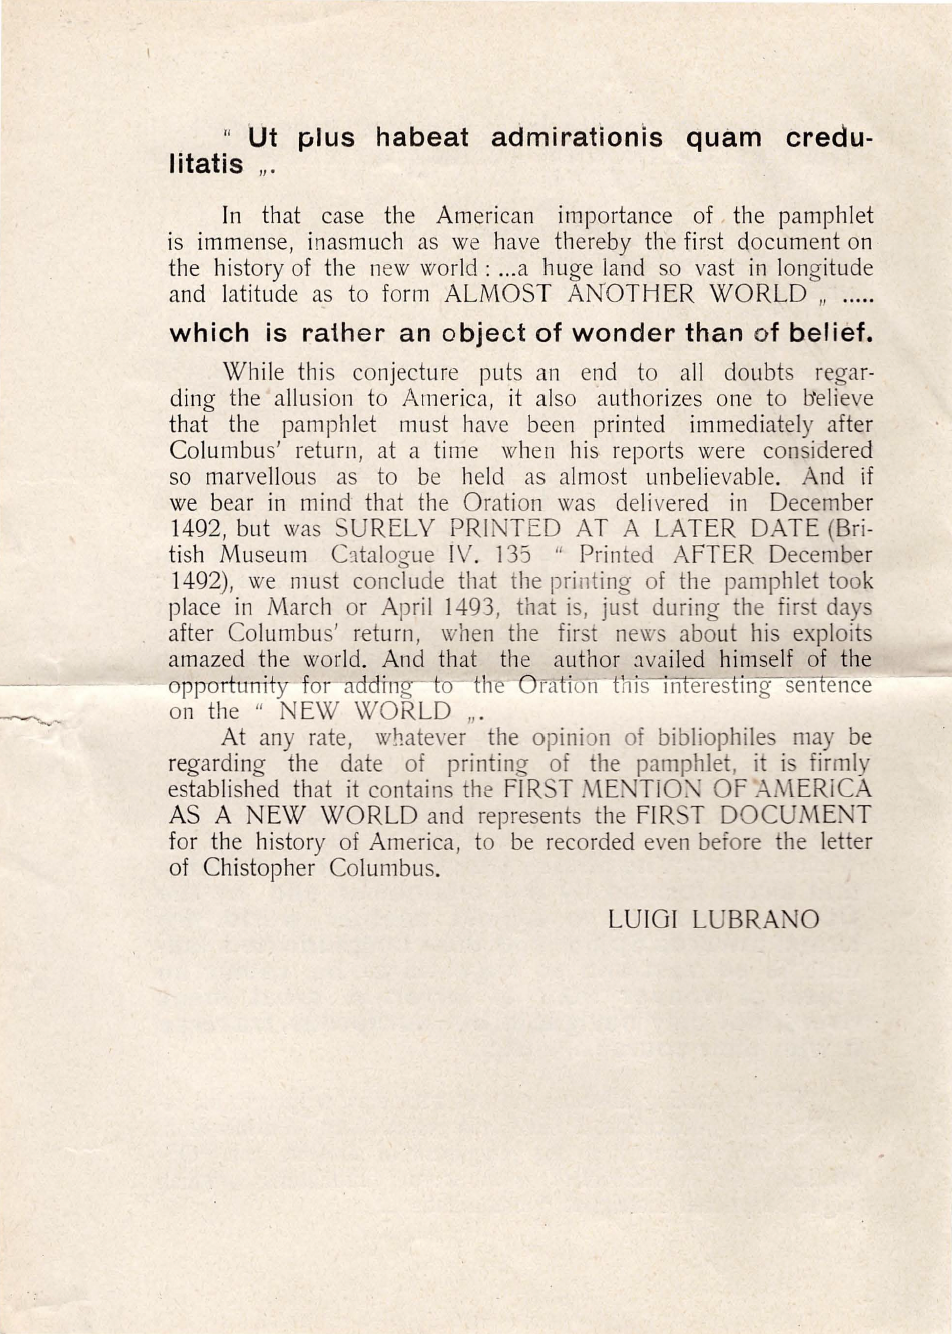 “ Ut plus habeat admirationis quam credu-
litatis „.
In that case the American importance of the pamphlet
is immense, inasmuch as we have thereby the first document on
the history of the new world : ...a huge land so vast in longitude
and latitude as to form ALMOST ANOTHER WORLD „ .....
which is rather an object of wonder than of belief.
While this conjecture puts an end to all doubts regar-
ding the allusion to America, it also authorizes one to believe
that the pamphlet must have been printed immediately after
Columbus’ return, at a time when his reports were considered
so marvellous as to be held as almost unbelievable. And if
we bear in mind that the Oration was delivered in December
1492, but was SURELY PRINTED AT A LATER DATE (Bri-
tish Museum Catalogue IV. 135 “ Printed AFTER December
1492), we must conclude that the printing of the pamphlet took
place in March or April 1493, that is, just during the first days
after Columbus’ return, when the first news about his exploits
amazed the world. And that the author availed himself of the
opportunity for adding to the Oration this interesting sentence
on the “ NEW WORLD „.
At any rate, whatever the opinion of bibliophiles may be
regarding the date of printing of the pamphlet, it is firmly
established that it contains the FIRST MENTION OF AMERICA
AS A NEW WORLD and represents the FIRST DOCUMENT
for the history of America, to be recorded even before the letter
of Chistopher Columbus.
LUIGI LUBRANO